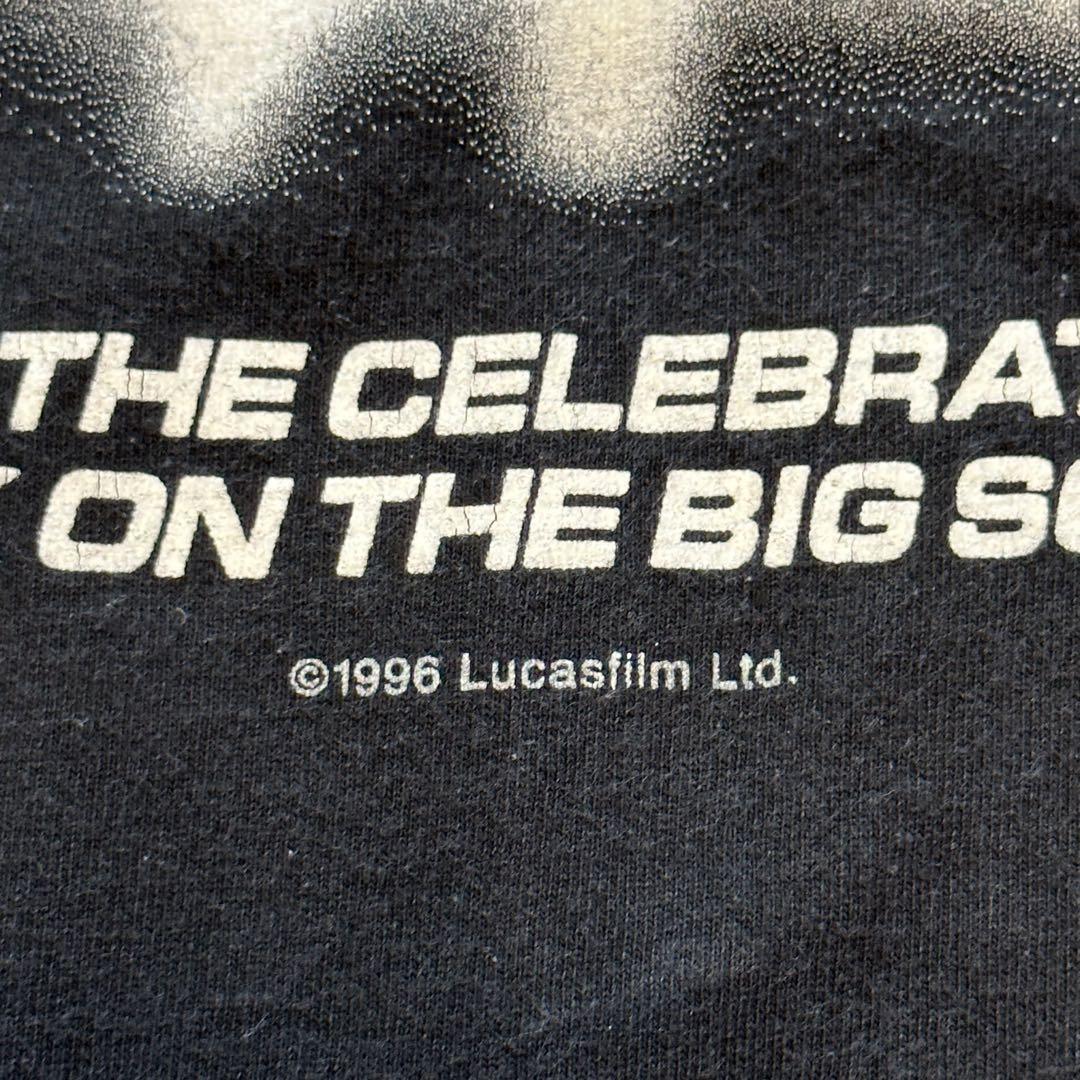 THE CELEBRAT
ON THE BIG SC
©1996 Lucasfilm Ltd.